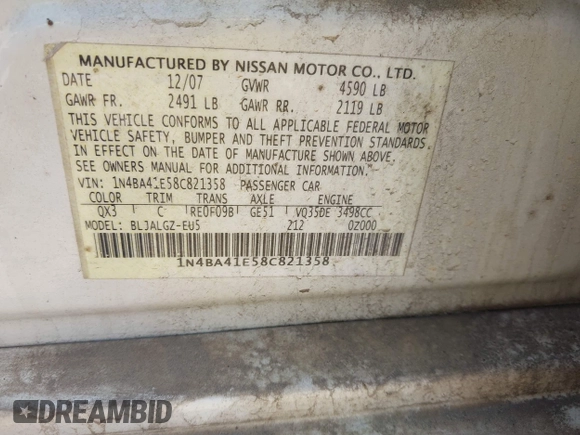 MANUFACTURED BY NISSAN MOTOR CO., LTD.
DATE 12/07 GVWR 4590 LB
GAWR FR. 2491 LB GAWR RR. 2119 LB
THIS VEHICLE CONFORMS TO ALL APPLICABLE FEDERAL MOTOR
VEHICLE SAFETY, BUMPER AND THEFT PREVENTION STANDARDS
IN EFFECT ON THE DATE OF MANUFACTURE SHOWN ABOVE.
SEE OWNERS MANUAL FOR ADDITIONAL INFORMATION.
VIN: 1N4BA41E58C821358 PASSENGER CAR
COLOR TRIM TRANS AXLE ENGINE
QX3 C RE0F09B GE51 VQ35DE 3498CC
MODEL: BLJALGZ-EU5 212 0Z000
1N4BA41E58C821358
DREAMBID